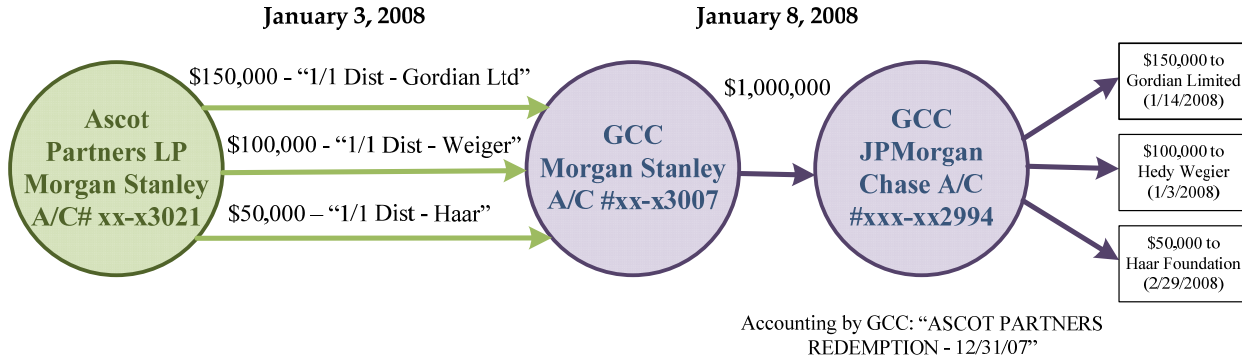 January 3, 2008
January 8, 2008
Ascot
Partners LP
Morgan Stanley
A/C# xx-x3021
$150,000 - “1/1 Dist - Gordian Ltd”
$100,000 - “1/1 Dist - Weiger”
$50,000 – “1/1 Dist - Haar”
GCC
Morgan Stanley
A/C #xx-x3007
$1,000,000
GCC
JPMorgan
Chase A/C
#xxx-xx2994
$150,000 to
Gordian Limited
(1/14/2008)
$100,000 to
Hedy Wegier
(1/3/2008)
$50,000 to
Haar Foundation
(2/29/2008)
Accounting by GCC: “ASCOT PARTNERS
REDEMPTION - 12/31/07”